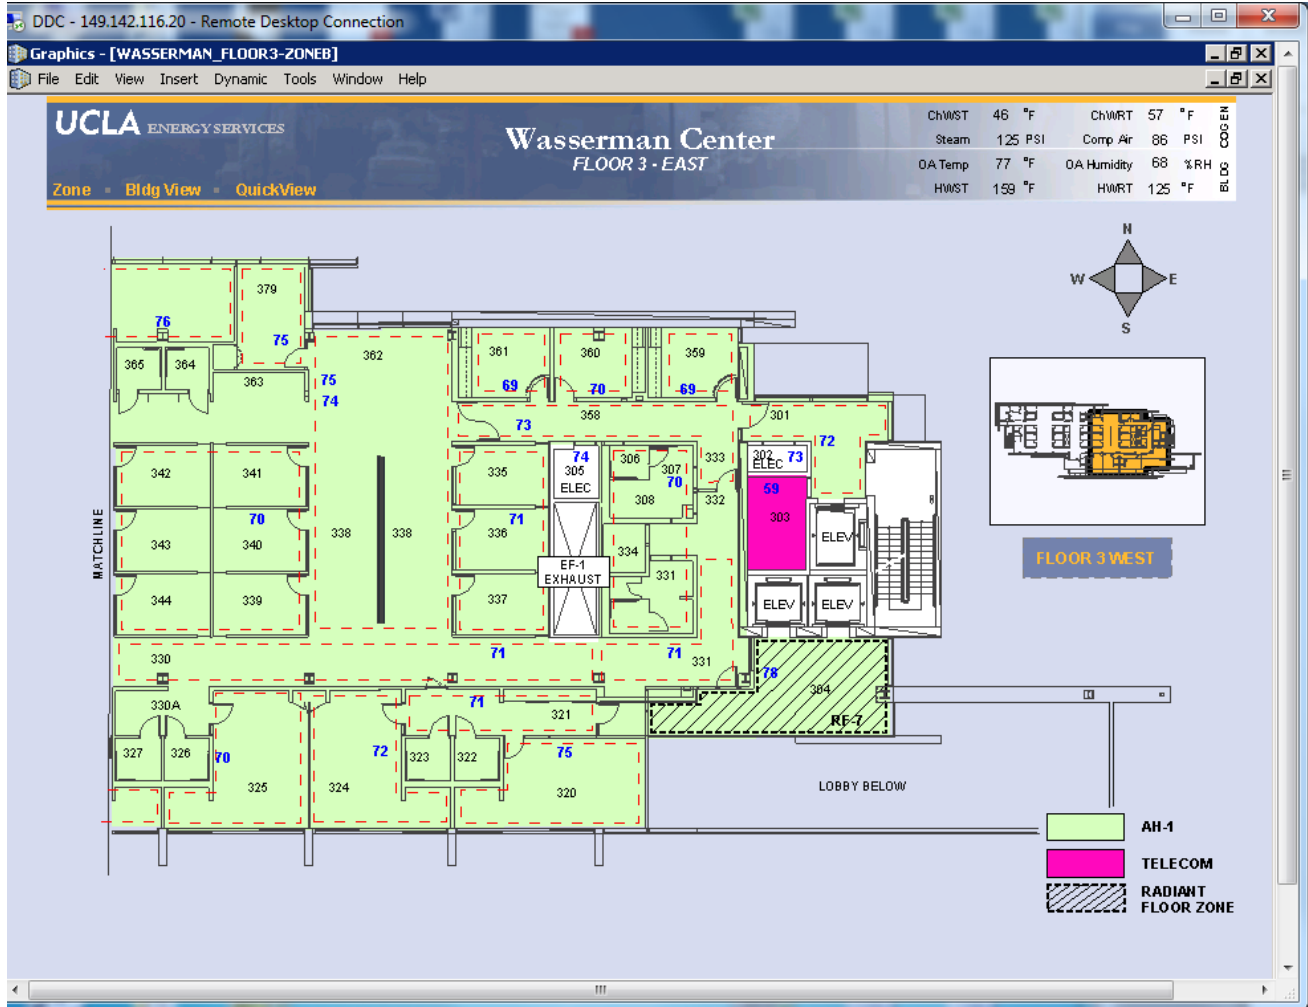 DDC - 149.142.116.20 - Remote Desktop Connection
Graphics - [WASSERMAN_FLOOR3-ZONEB]
File Edit View Insert Dynamic Tools Window Help
UCLA ENERGY SERVICES
Wasserman Center
FLOOR 3 - EAST
Zone Bldg View QuickView
ChWST 46 °F ChWRT 57 °F
Steam 125 PSI Comp Air 86 PSI
COGEN
OA Temp 77 °F OA Humidity 68 %RH
HWST 159 °F HWRT 125 °F
BLDG
N
W E
S
379
76
75
365 364
363
362
75
74
361
69
360
70
359
69
358
73
301
72
333
332
302
ELEC
73
59
303
342 341
70
343 340
344 339
338 338
335
71
336
337
74
305
ELEC
306
307
70
308
334
331
EF-1
EXHAUST
ELEV
ELEV ELEV
MATCHLINE
330
71
71
331
78
304
RF-7
330A
327 326
70
325
324
72
71
321
323 322
75
320
LOBBY BELOW
FLOOR 3 WEST
AH-1
TELECOM
RADIANT
FLOOR ZONE